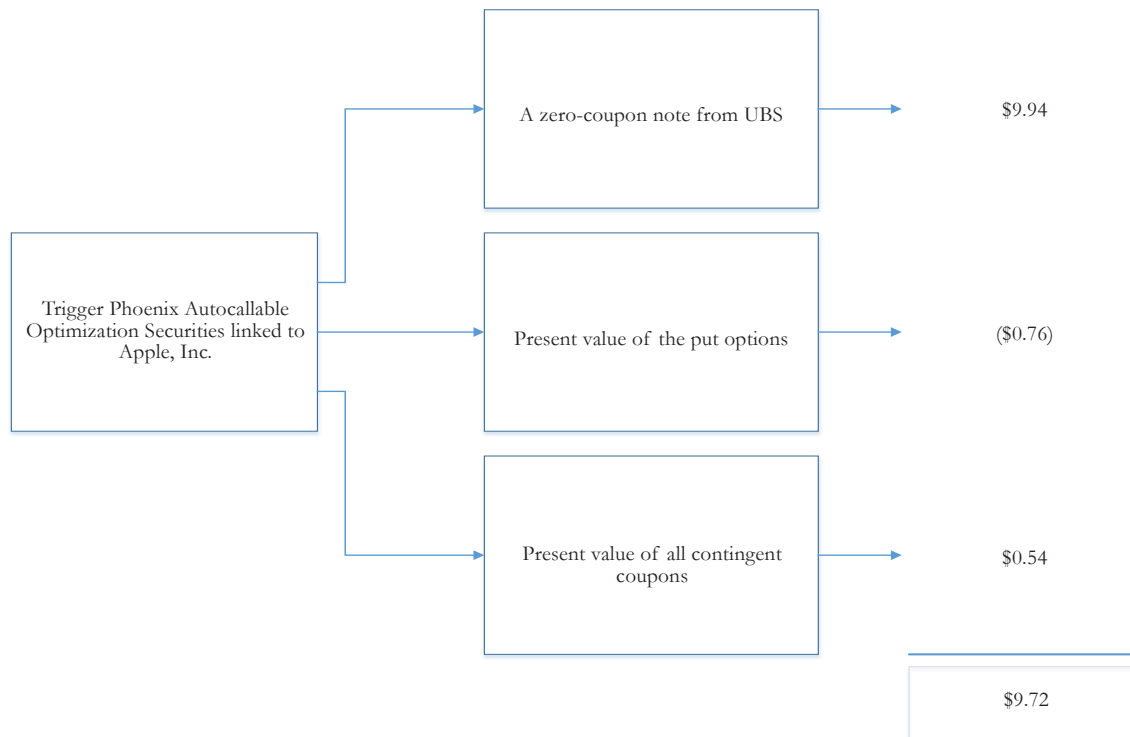 A zero-coupon note from UBS
$9.94
Trigger Phoenix Autocallable
Optimization Securities linked to
Apple, Inc.
Present value of the put options
($0.76)
Present value of all contingent
coupons
$0.54
$9.72